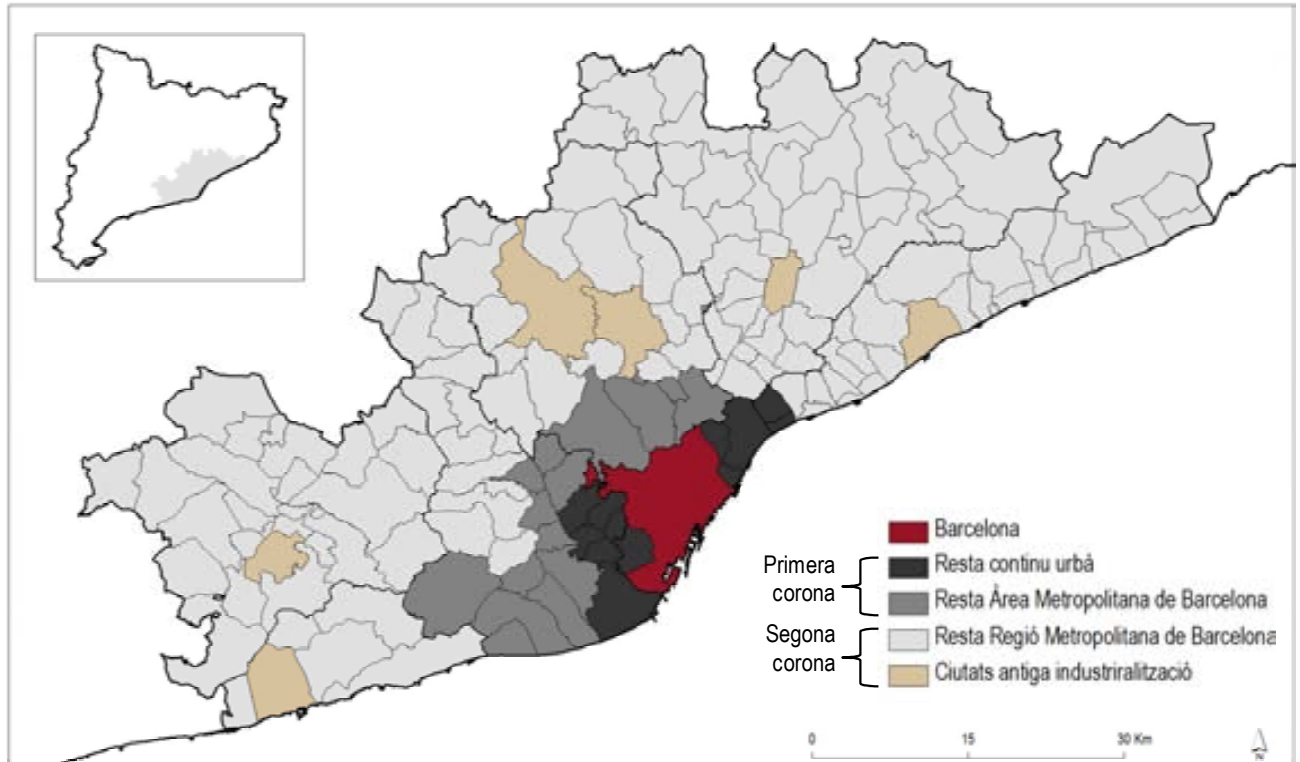 Barcelona
Primera corona
Resta continu urbà
Resta Àrea Metropolitana de Barcelona
Segona corona
Resta Regió Metropolitana de Barcelona
Ciutats antiga industriralització
0 15 30 Km
N